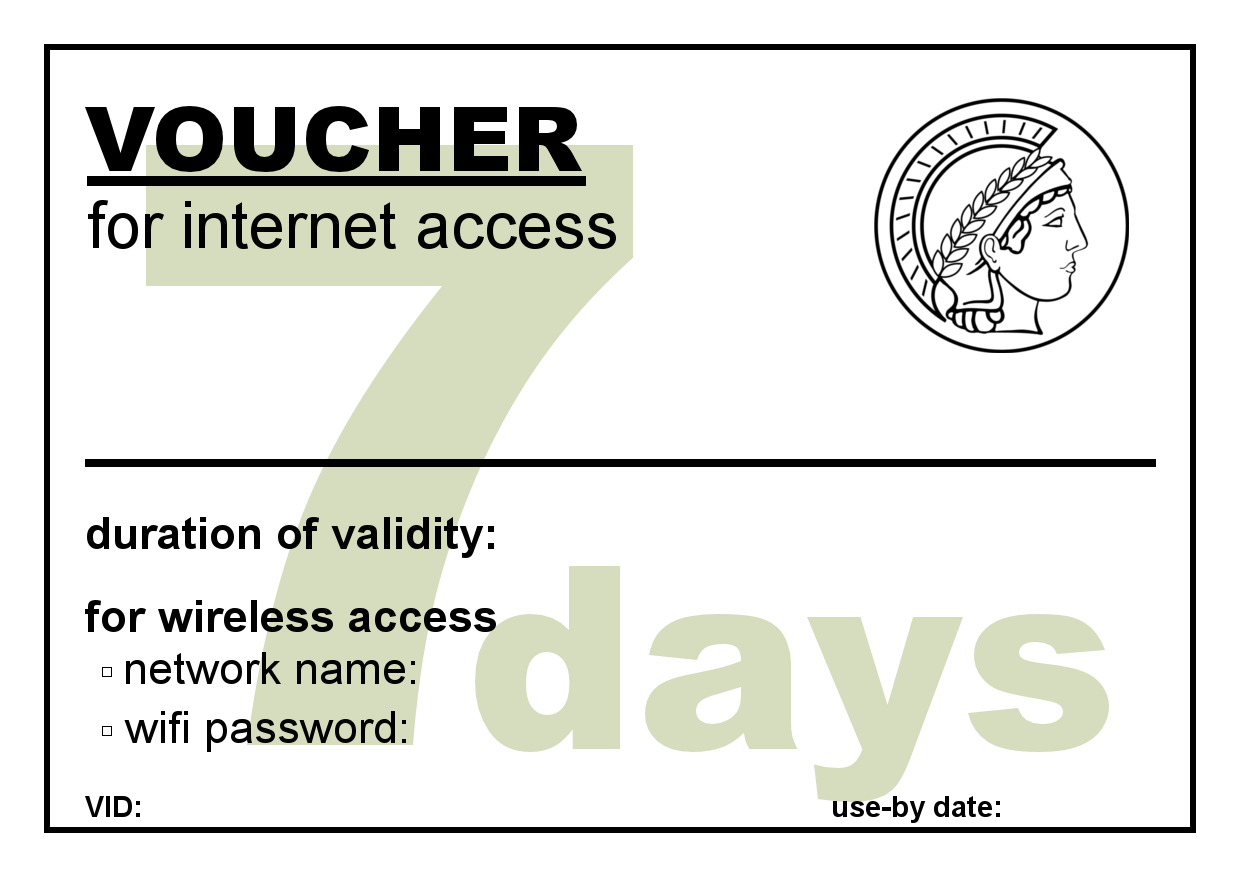 VOUCHER
for internet access
7
duration of validity:
for wireless access
▫ network name:
▫ wifi password:
days
VID:
use-by date: